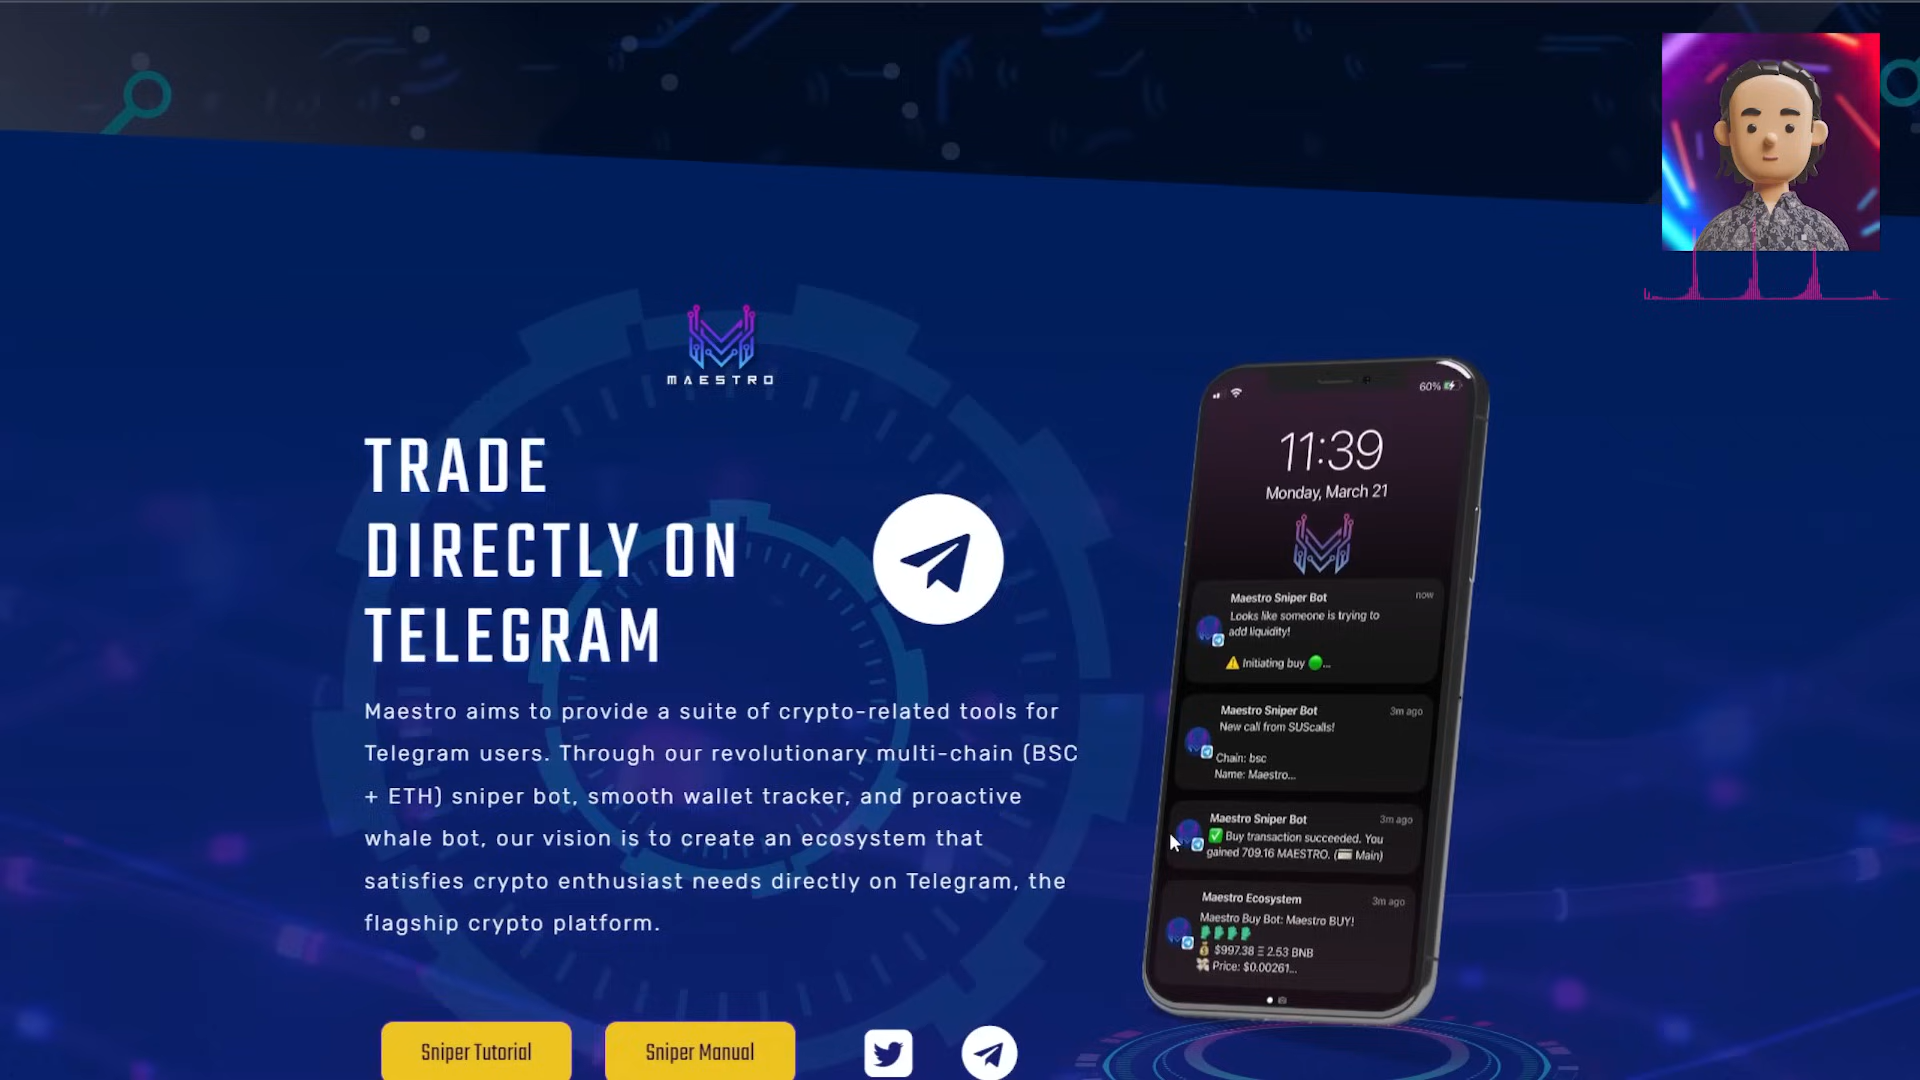 MAESTRO
TRADE
DIRECTLY ON
TELEGRAM
Maestro aims to provide a suite of crypto-related tools for
Telegram users. Through our revolutionary multi-chain (BSC
+ ETH) sniper bot, smooth wallet tracker, and proactive
whale bot, our vision is to create an ecosystem that
satisfies crypto enthusiast needs directly on Telegram, the
flagship crypto platform.
Sniper Tutorial
Sniper Manual
60%
11:39
Monday, March 21
Maestro Sniper Bot now
Looks like someone is trying to
add liquidity!
⚠️ Initiating buy 🟢...
Maestro Sniper Bot 3m ago
New call from SUScalls!
Chain: bsc
Name: Maestro...
Maestro Sniper Bot 3m ago
✅ Buy transaction succeeded. You
gained 709.16 MAESTRO. (💳 Main)
Maestro Ecosystem 3m ago
Maestro Buy Bot: Maestro BUY!
💰 $997.38 Ξ 2.53 BNB
Price: $0.00261...